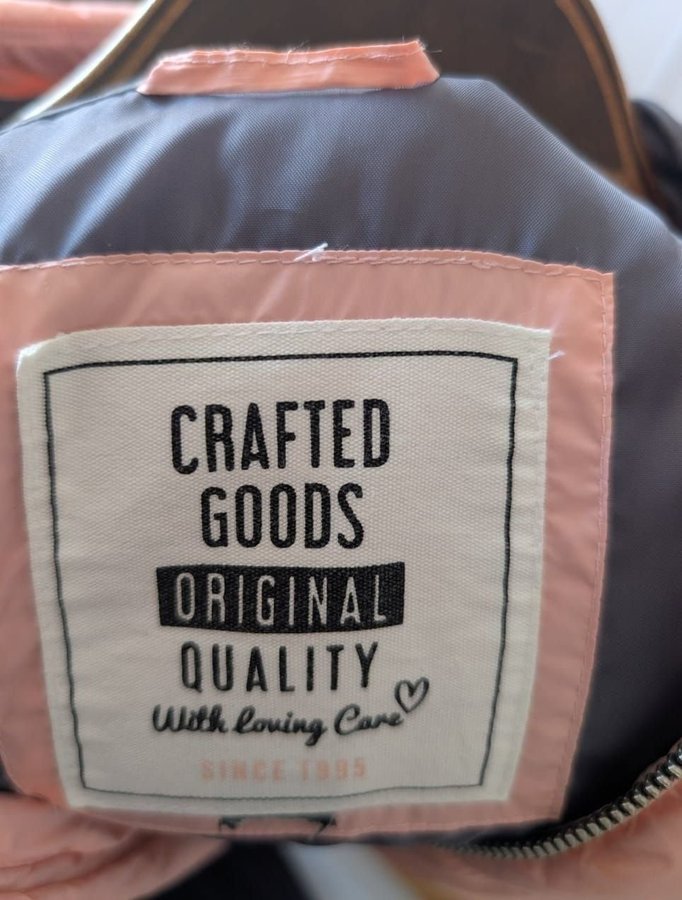 CRAFTED
GOODS
ORIGINAL
QUALITY
With Loving Care
SINCE 1995